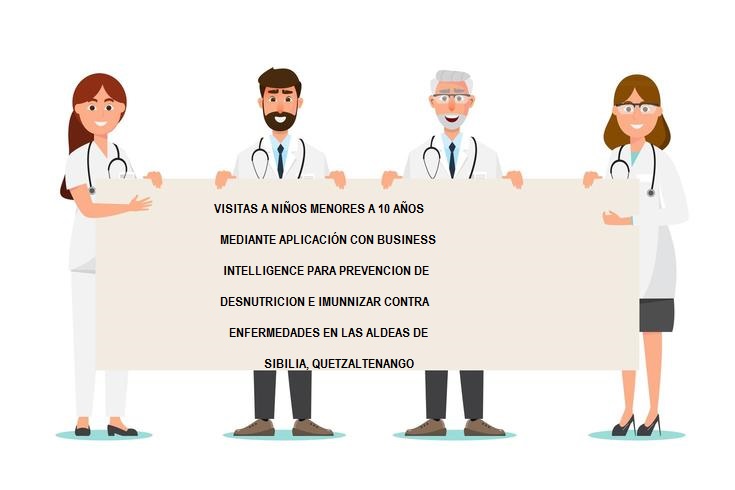 VISITAS A NIÑOS MENORES A 10 AÑOS
MEDIANTE APLICACIÓN CON BUSINESS
INTELLIGENCE PARA PREVENCION DE
DESNUTRICION E IMUNNIZAR CONTRA
ENFERMEDADES EN LAS ALDEAS DE
SIBILIA, QUETZALTENANGO